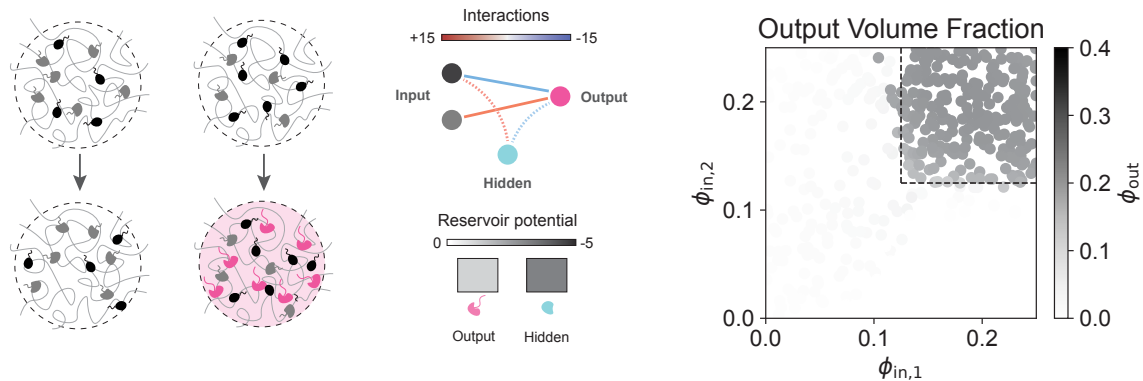 Interactions
+15 -15
Input
Output
Hidden
Reservoir potential
0 -5
Output Hidden
Output Volume Fraction
ϕin,2
0.2
0.1
0.0
0.0 0.1 0.2
ϕin,1
0.4
0.3
0.2
0.1
0.0
ϕout